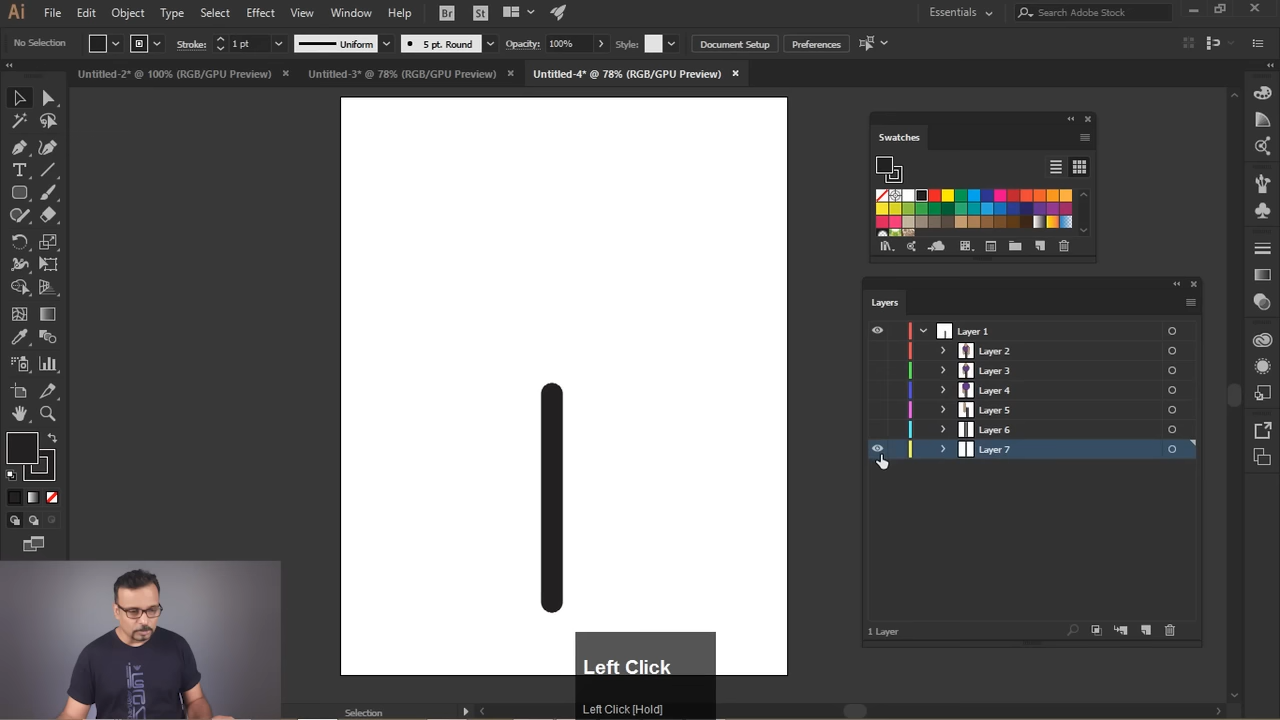 Ai File Edit Object Type Select Effect View Window Help Br St Essentials Search Adobe Stock
No Selection Stroke: 1 pt Uniform 5 pt. Round Opacity: 100% Style: Document Setup Preferences
Untitled-2* @ 100% (RGB/GPU Preview) Untitled-3* @ 78% (RGB/GPU Preview) Untitled-4* @ 78% (RGB/GPU Preview)
Swatches
Layers
Layer 1
Layer 2
Layer 3
Layer 4
Layer 5
Layer 6
Layer 7
1 Layer
Left Click
Left Click [Hold]
Selection